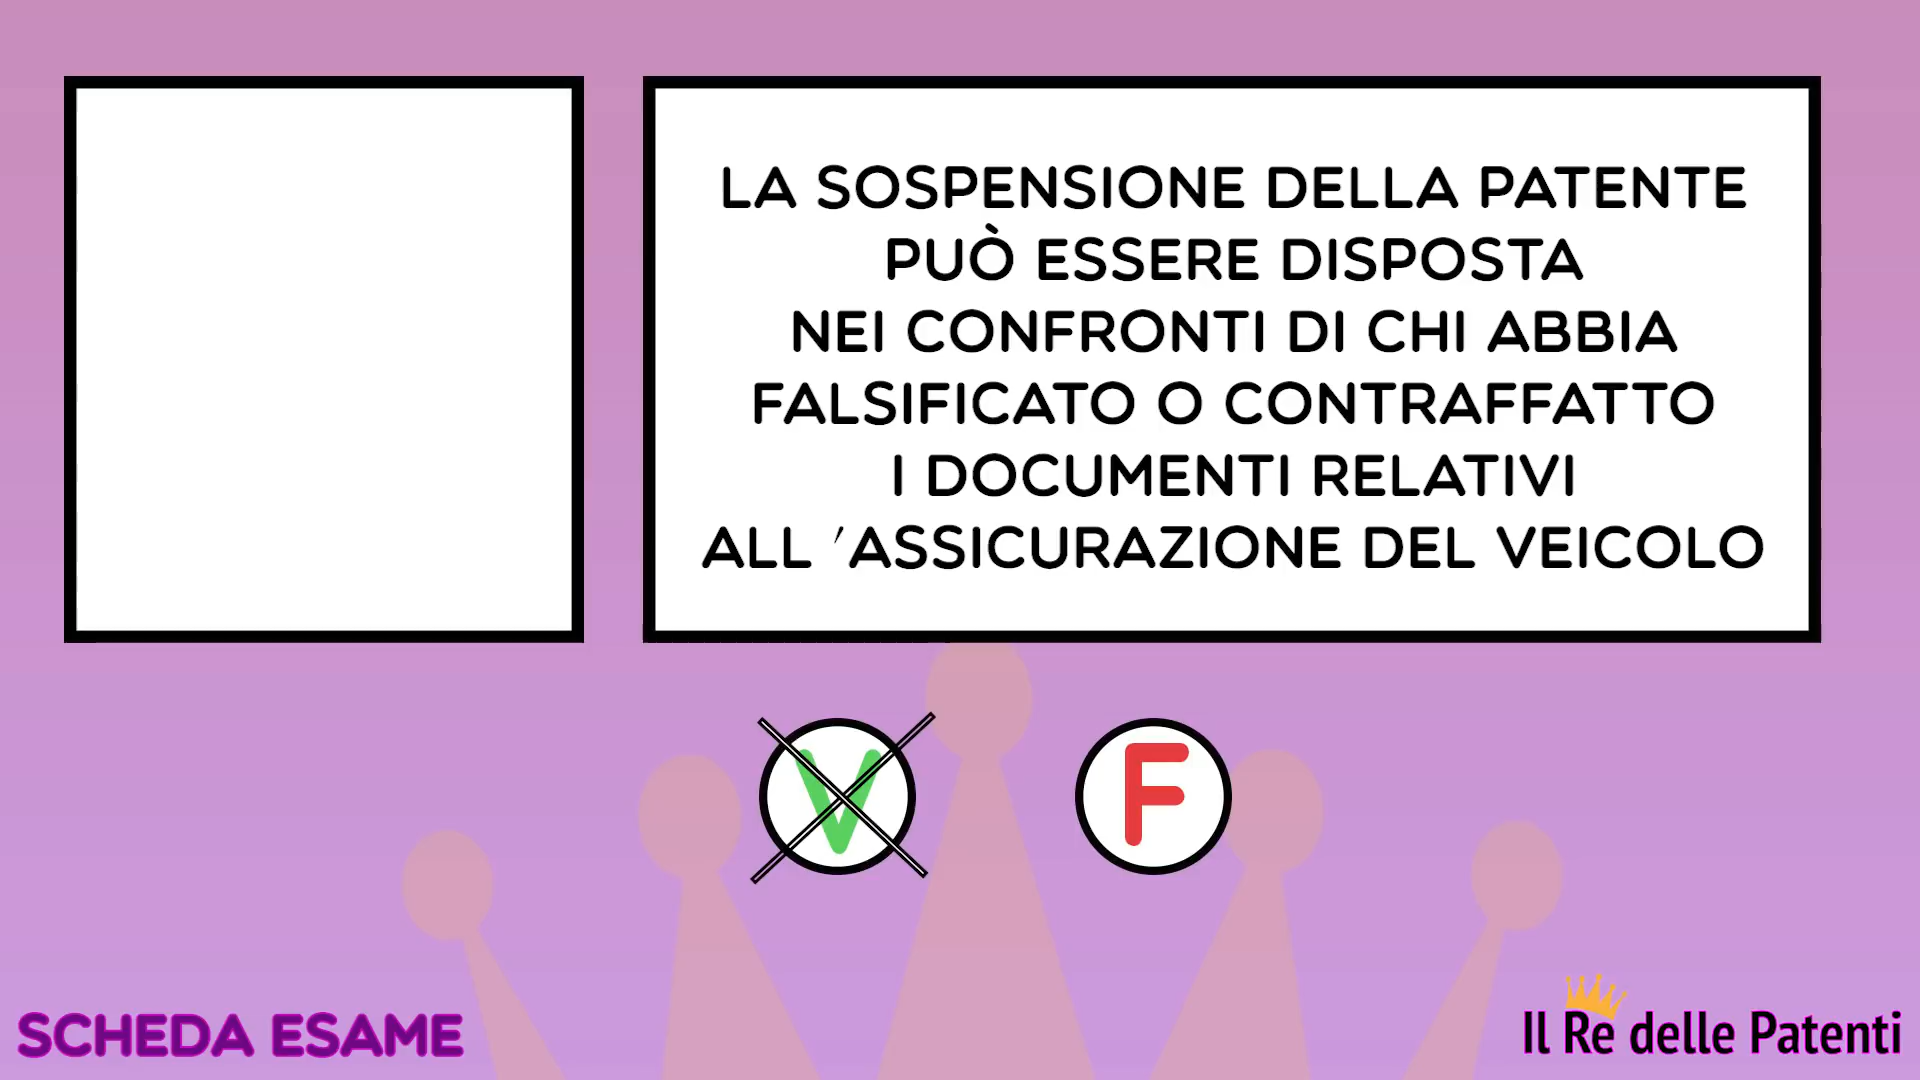 LA SOSPENSIONE DELLA PATENTE
PUÒ ESSERE DISPOSTA
NEI CONFRONTI DI CHI ABBIA
FALSIFICATO O CONTRAFFATTO
I DOCUMENTI RELATIVI
ALL 'ASSICURAZIONE DEL VEICOLO
V F
SCHEDA ESAME
Il Re delle Patenti